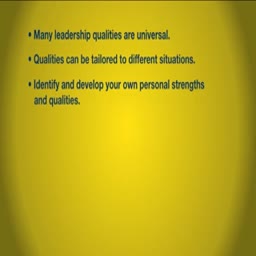 • Many leadership qualities are universal.
• Qualities can be tailored to different situations.
• Identify and develop your own personal strengths
and qualities.